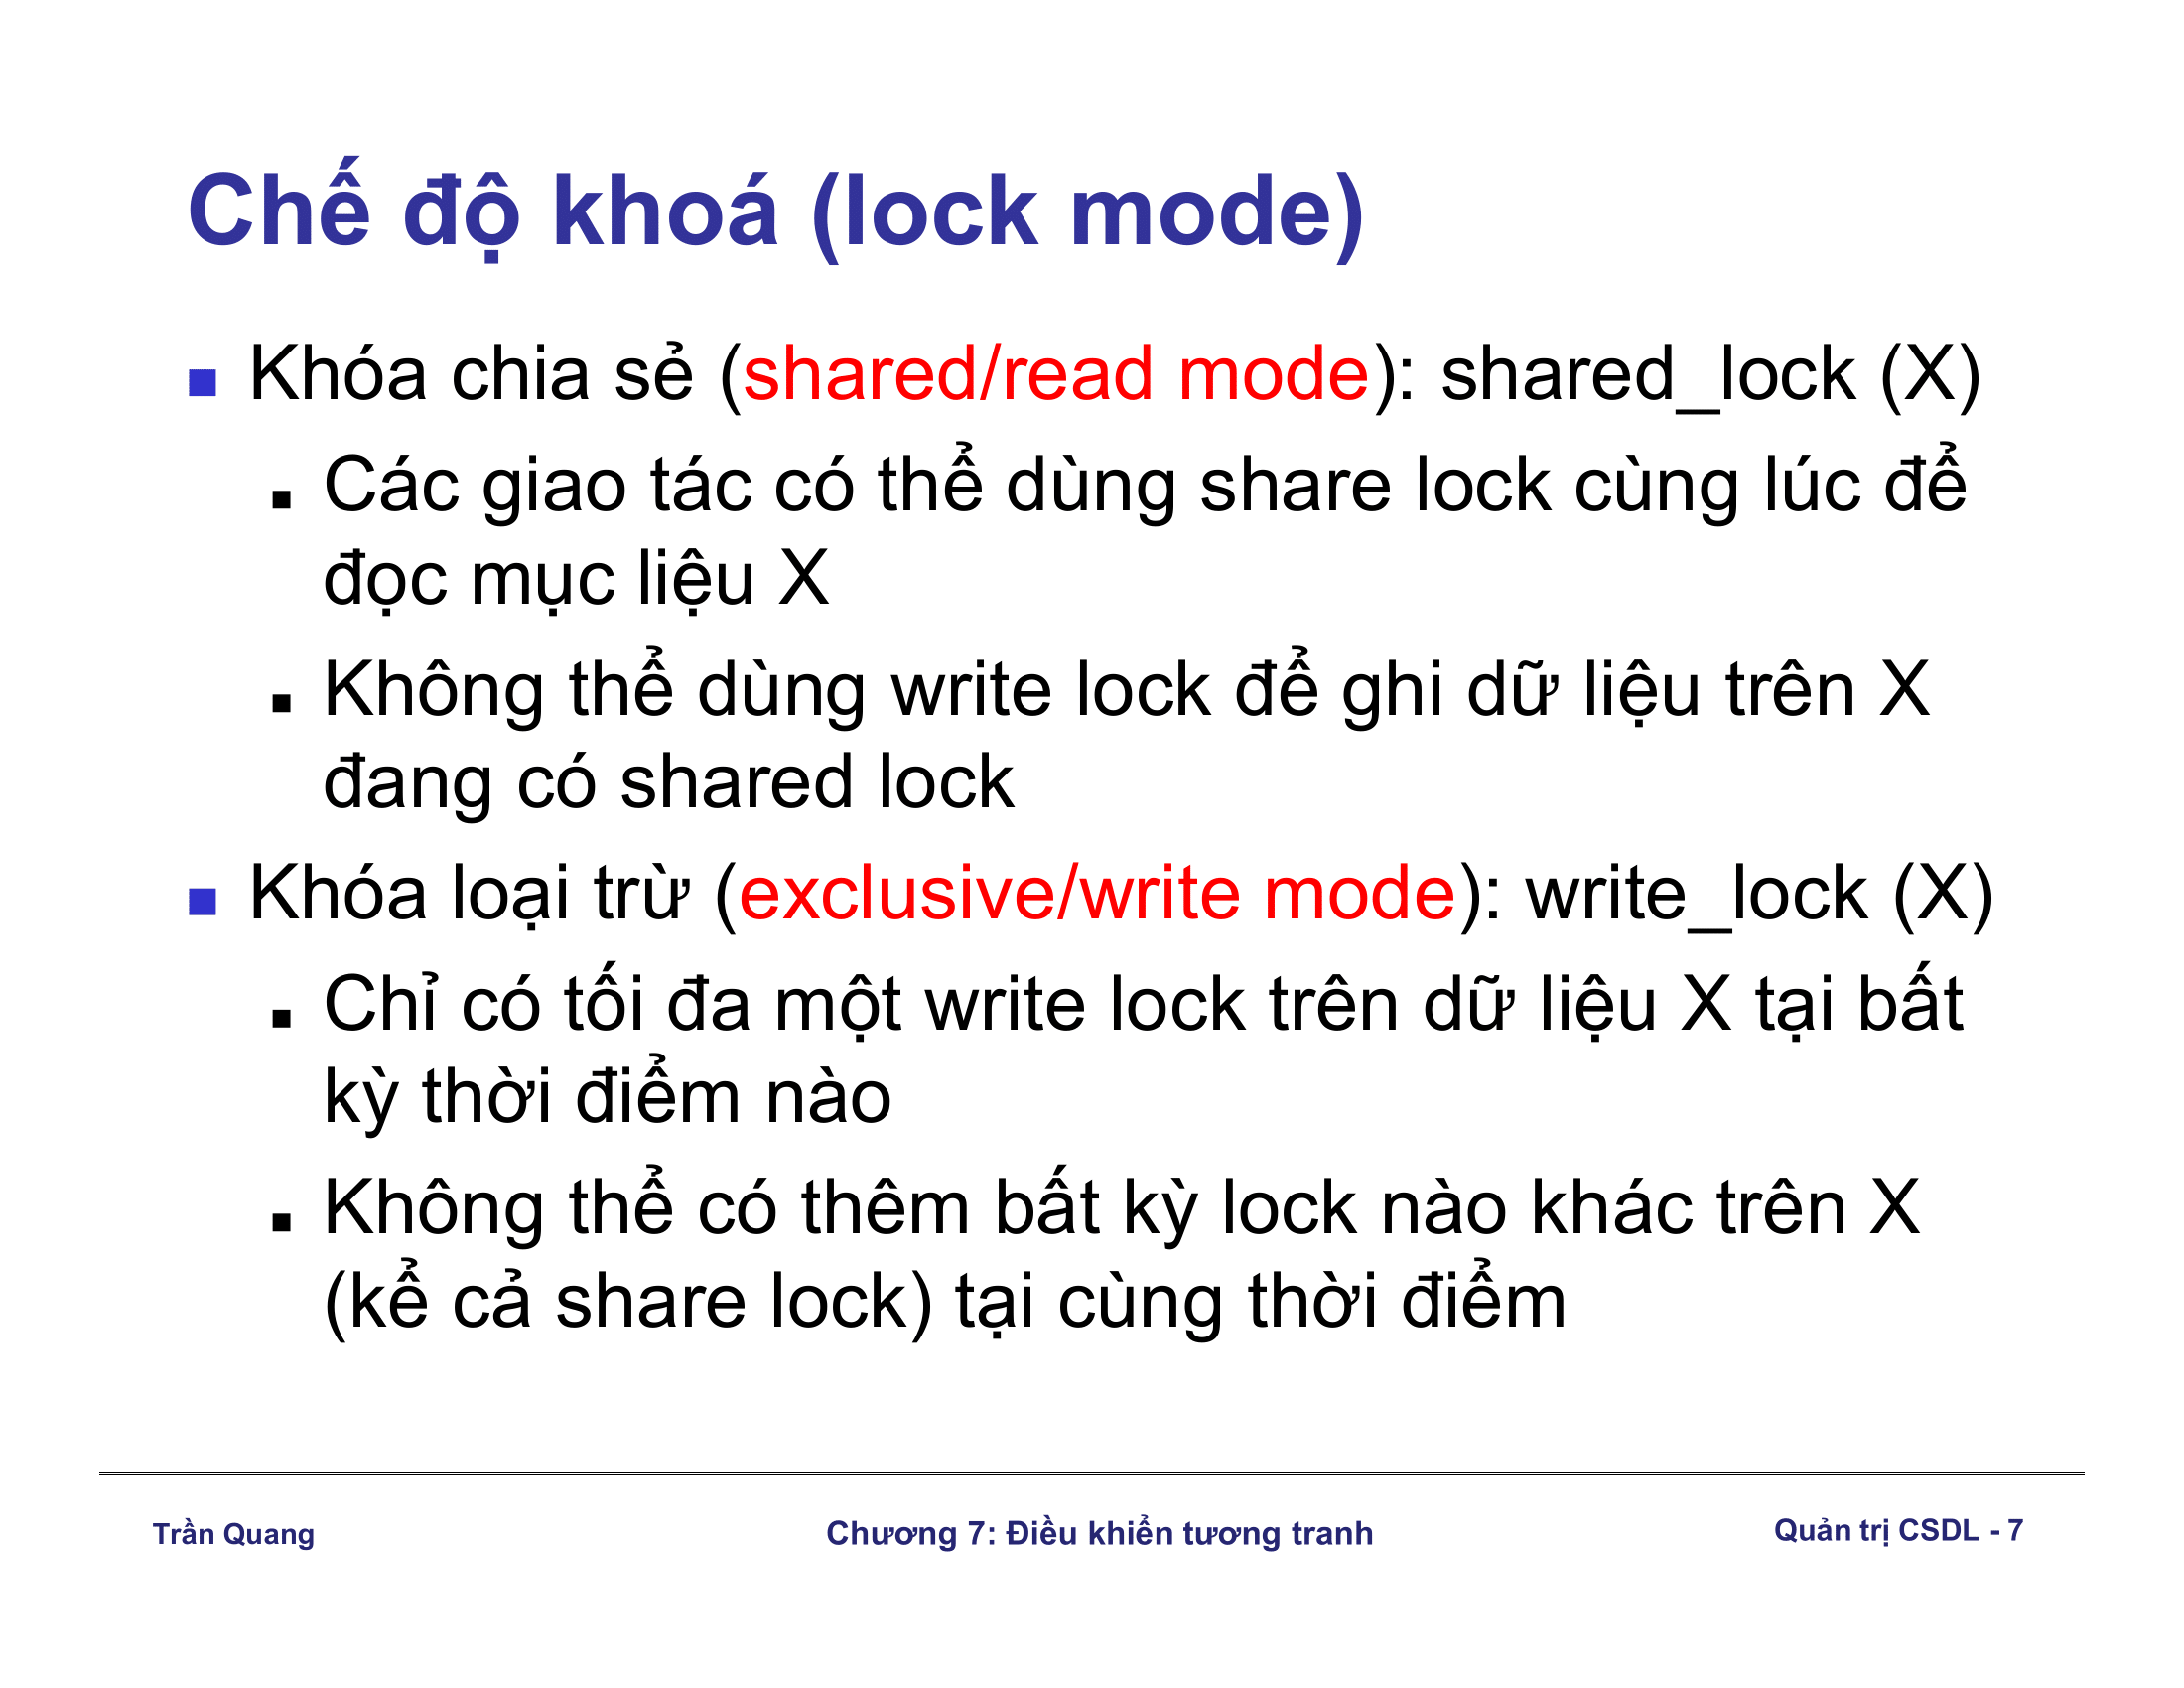 Chế độ khoá (lock mode)
Khóa chia sẻ (shared/read mode): shared_lock (X)
Các giao tác có thể dùng share lock cùng lúc để
đọc mục liệu X
Không thể dùng write lock để ghi dữ liệu trên X
đang có shared lock
Khóa loại trừ (exclusive/write mode): write_lock (X)
Chỉ có tối đa một write lock trên dữ liệu X tại bất
kỳ thời điểm nào
Không thể có thêm bất kỳ lock nào khác trên X
(kể cả share lock) tại cùng thời điểm
Trần Quang
Chương 7: Điều khiển tương tranh
Quản trị CSDL - 7